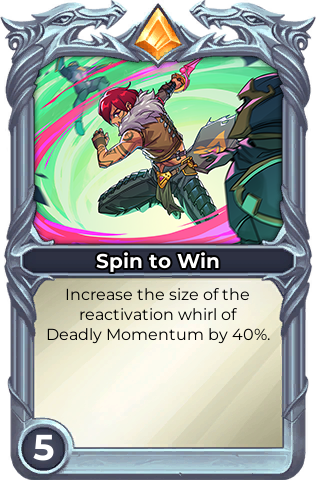 Spin to Win
Increase the size of the
reactivation whirl of
Deadly Momentum by 40%.
5